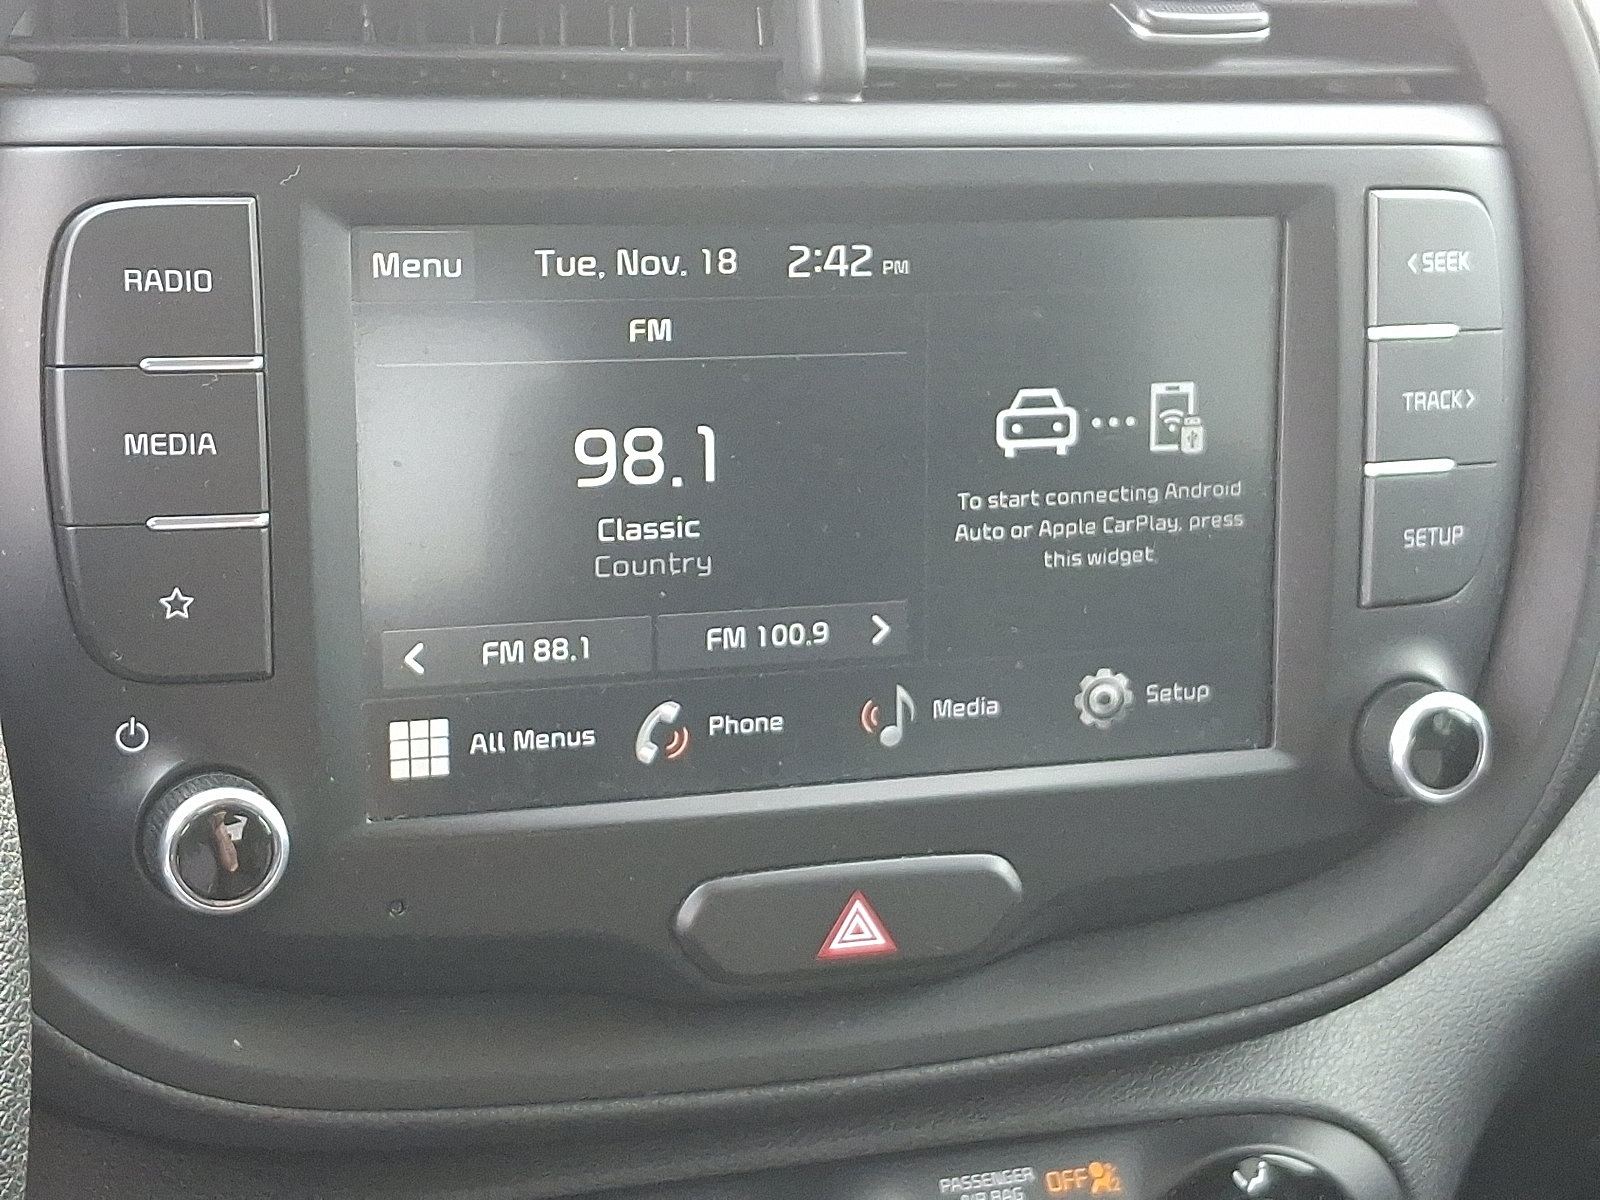 RADIO
MEDIA
Menu
Tue, Nov. 18
2:42 PM
FM
98.1
Classic
Country
FM 88.1
FM 100.9
To start connecting Android
Auto or Apple CarPlay, press
this widget
All Menus
Phone
Media
Setup
<SEEK
TRACK>
SETUP
PASSENGER OFF
AIR BAG